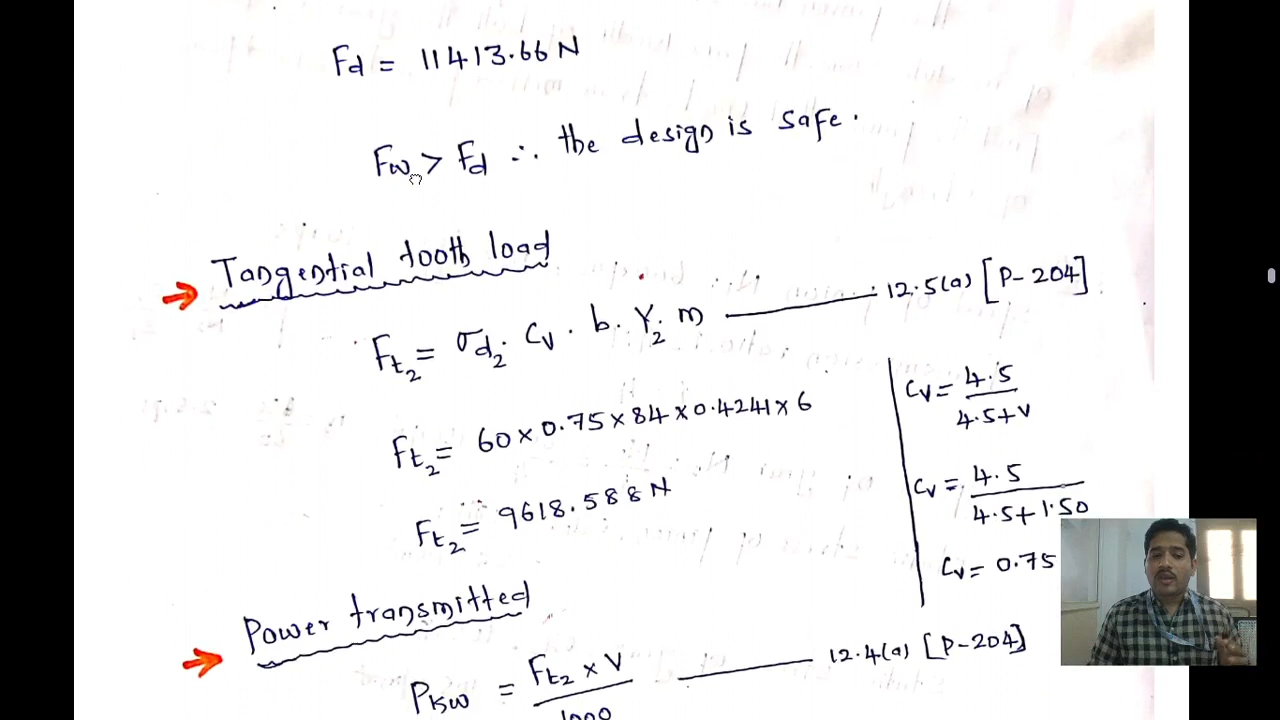 Fd = 11413.66 N
Fw > Fd ∴ the design is safe.
Tangential tooth load
Ft2 = σd2 . Cv . b . Y2 . m 12.5(a) [P-204]
Ft2 = 60 x 0.75 x 84 x 0.4241 x 6
Ft2 = 9618.588 N
Cv = 4.5 / 4.5+V
Cv = 4.5 / 4.5+1.50
Cv = 0.75
Power transmitted
PKW = Ft2 x V / 1000 12.4(a) [P-204]